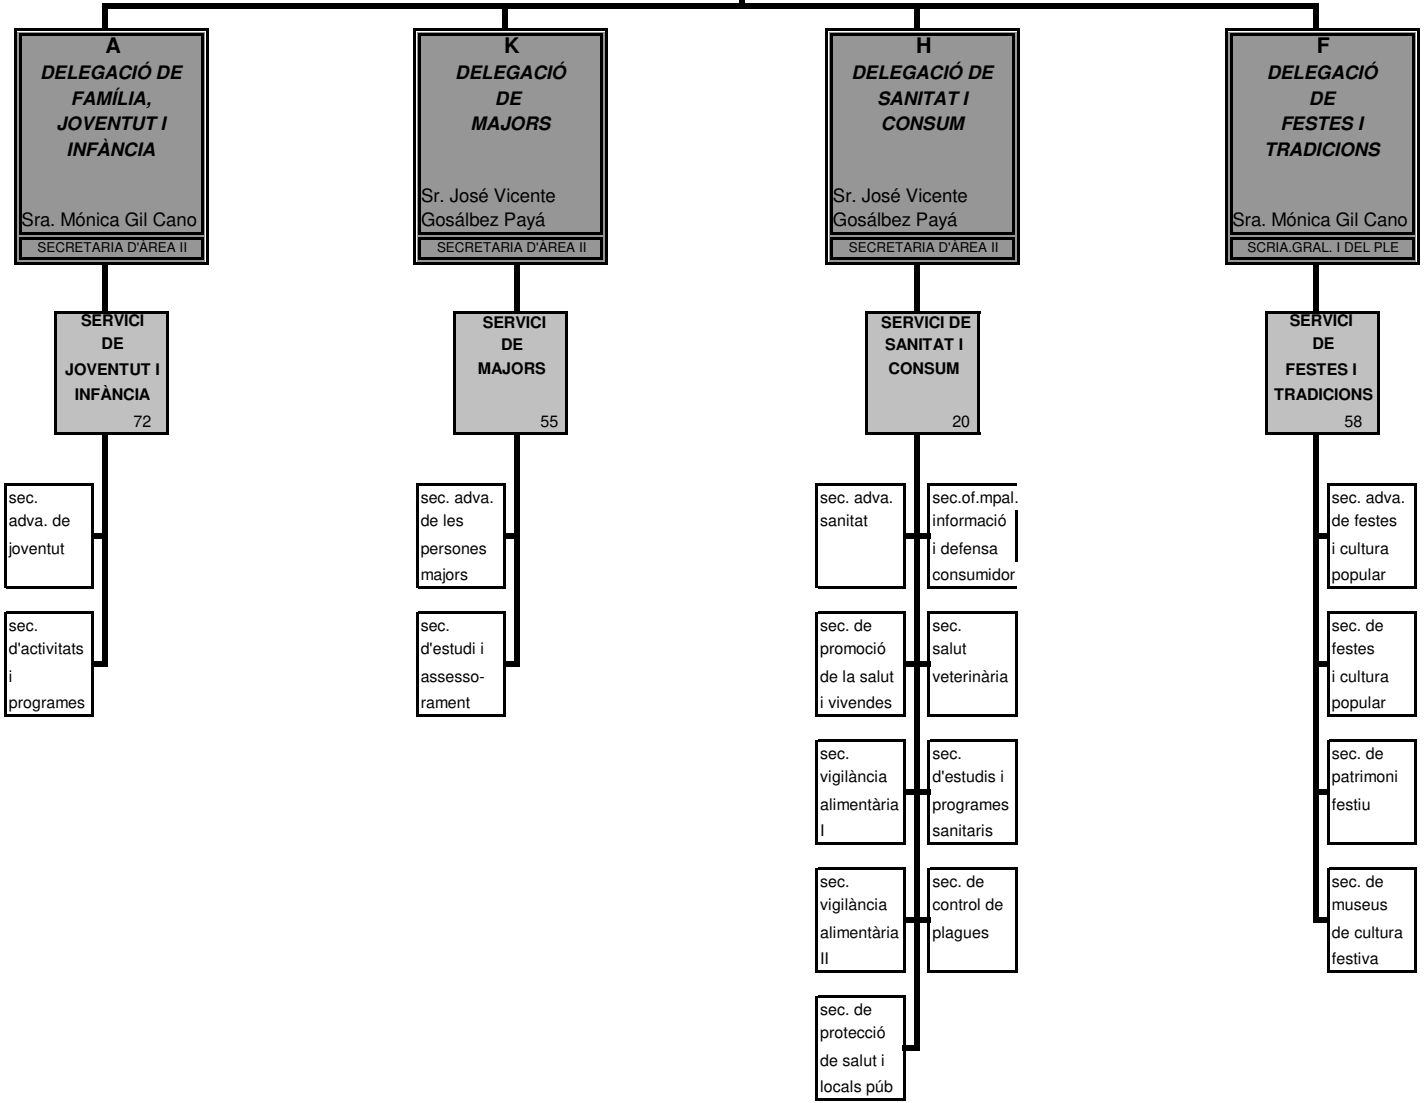 A
DELEGACIÓ DE
FAMÍLIA,
JOVENTUT I
INFÀNCIA
Sra. Mónica Gil Cano
SECRETARIA D'ÀREA II
SERVICI
DE
JOVENTUT I
INFÀNCIA
72
sec.
adva. de
joventut
sec.
d'activitats
i
programes
K
DELEGACIÓ
DE
MAJORS
Sr. José Vicente
Gosálbez Payá
SECRETARIA D'ÀREA II
SERVICI
DE
MAJORS
55
sec. adva.
de les
persones
majors
sec.
d'estudi i
assesso-
rament
H
DELEGACIÓ DE
SANITAT I
CONSUM
Sr. José Vicente
Gosálbez Payá
SECRETARIA D'ÀREA II
SERVICI DE
SANITAT I
CONSUM
20
sec. adva.
sanitat
sec.of.mpal.
informació
i defensa
consumidor
sec. de
promoció
de la salut
i vivendes
sec.
salut
veterinària
sec.
vigilància
alimentària
I
sec.
d'estudis i
programes
sanitaris
sec.
vigilància
alimentària
II
sec. de
control de
plagues
sec. de
protecció
de salut i
locals púb
F
DELEGACIÓ
DE
FESTES I
TRADICIONS
Sra. Mónica Gil Cano
SCRIA.GRAL. I DEL PLE
SERVICI
DE
FESTES I
TRADICIONS
58
sec. adva.
de festes
i cultura
popular
sec. de
festes
i cultura
popular
sec. de
patrimoni
festiu
sec. de
museus
de cultura
festiva